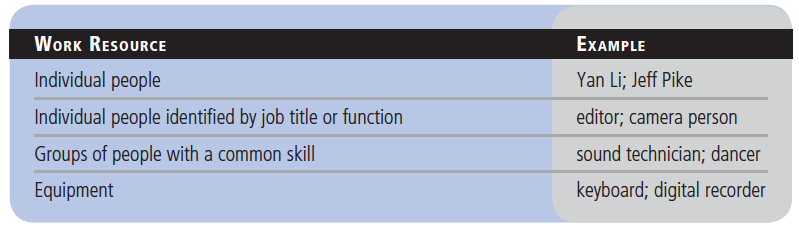 WORK RESOURCE EXAMPLE
Individual people Yan Li; Jeff Pike
Individual people identified by job title or function editor; camera person
Groups of people with a common skill sound technician; dancer
Equipment keyboard; digital recorder